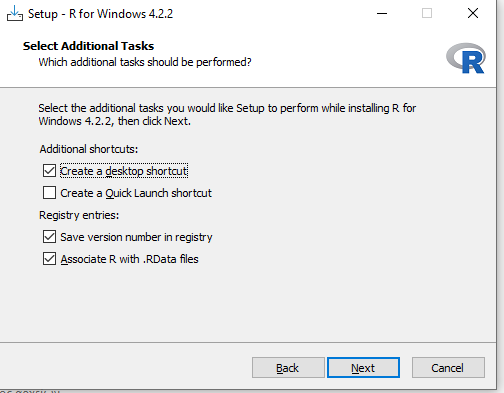 Setup - R for Windows 4.2.2
Select Additional Tasks
Which additional tasks should be performed?
R
Select the additional tasks you would like Setup to perform while installing R for
Windows 4.2.2, then click Next.
Additional shortcuts:
Create a desktop shortcut
Create a Quick Launch shortcut
Registry entries:
Save version number in registry
Associate R with .RData files
Back
Next
Cancel